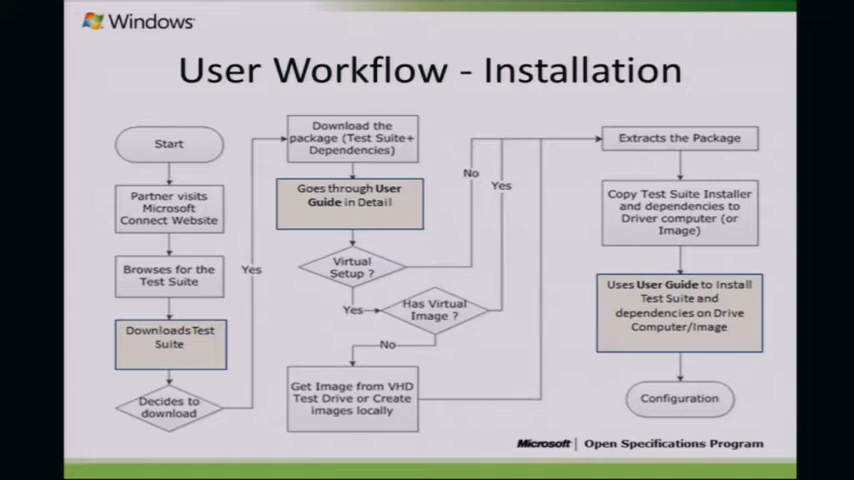 Windows
User Workflow - Installation
Start
Partner visits
Microsoft
Connect Website
Browses for the
Test Suite
DownloadsTest
Suite
Decides to
download
Yes
Download the
package (Test Suite+
Dependencies)
Goes through User
Guide in Detail
Virtual
Setup ?
No
Yes
Yes
Has Virtual
Image ?
No
Get Image from VHD
Test Drive or Create
images locally
Extracts the Package
Copy Test Suite Installer
and dependencies to
Driver computer (or
Image)
Uses User Guide to Install
Test Suite and
dependencies on Drive
Computer/Image
Configuration
Microsoft | Open Specifications Program